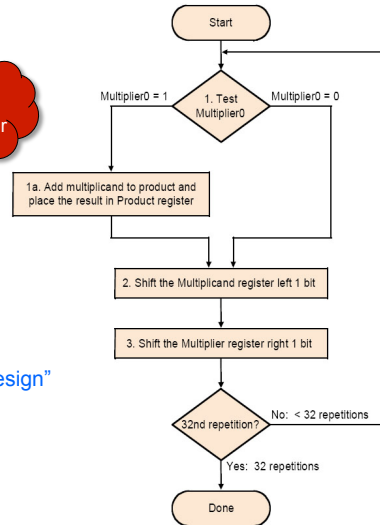 Start
Multiplier0 = 1
1. Test
Multiplier0
Multiplier0 = 0
1a. Add multiplicand to product and
place the result in Product register
2. Shift the Multiplicand register left 1 bit
3. Shift the Multiplier register right 1 bit
32nd repetition?
No: < 32 repetitions
Yes: 32 repetitions
Done